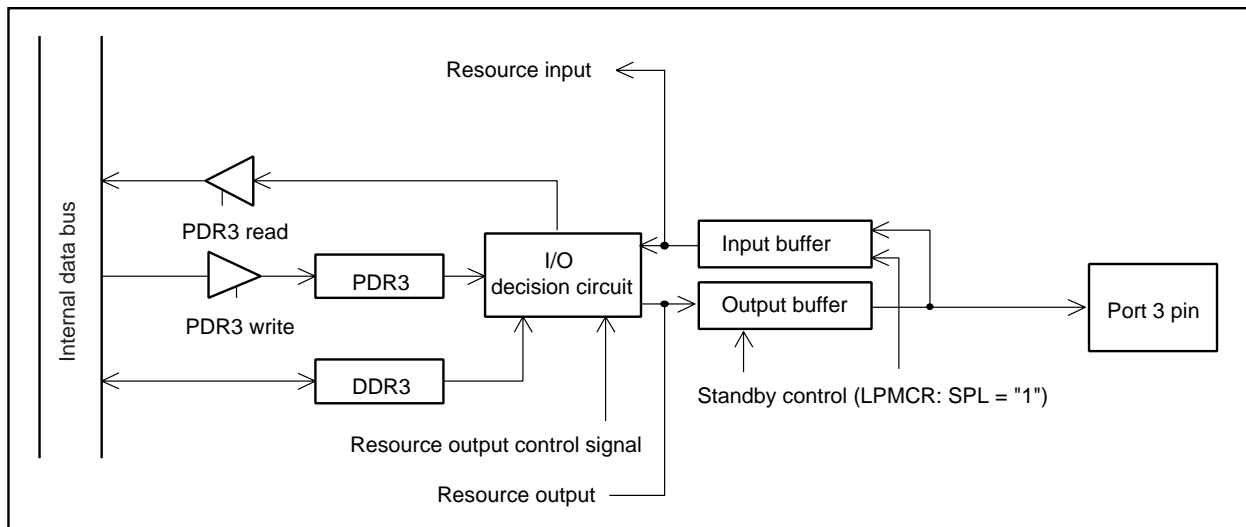 Resource input
Internal data bus
PDR3 read
PDR3 write
PDR3
DDR3
I/O
decision circuit
Input buffer
Output buffer
Port 3 pin
Standby control (LPMCR: SPL = "1")
Resource output control signal
Resource output